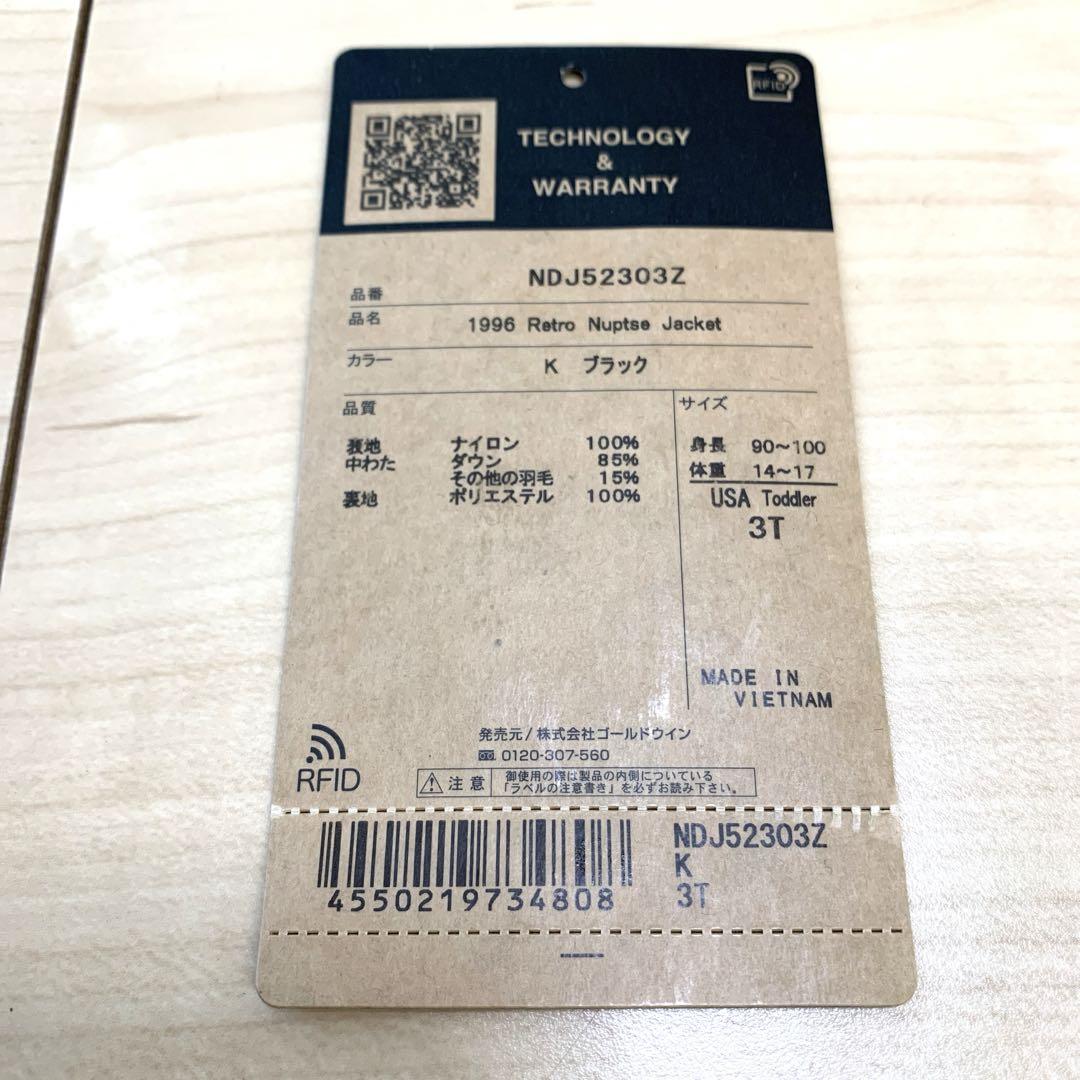 RFID
TECHNOLOGY
&
WARRANTY
品番 NDJ52303Z
品名 1996 Retro Nuptse Jacket
カラー K ブラック
品質
表地 ナイロン 100%
中わた ダウン 85%
その他の羽毛 15%
裏地 ポリエステル 100%
サイズ
身長 90～100
体重 14～17
USA Toddler
3T
MADE IN
VIETNAM
発売元/株式会社ゴールドウイン
0120-307-560
RFID
注意 御使用の際は製品の内側についている
「ラベルの注意書き」を必ずお読み下さい。
4550219734808
NDJ52303Z
K
3T